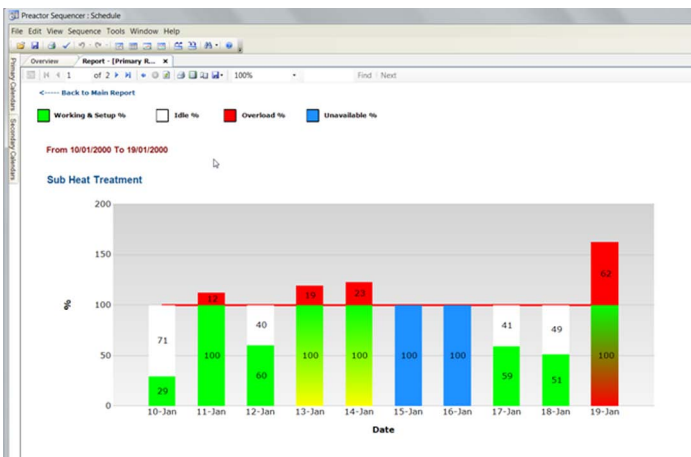 Preactor Sequencer : Schedule
File Edit View Sequence Tools Window Help
Overview Report - [Primary R... x
1 of 2 100% Find | Next
Primary Calendars
Secondary Calendars
<----- Back to Main Report
Working & Setup % Idle % Overload % Unavailable %
From 10/01/2000 To 19/01/2000
Sub Heat Treatment
200
150
100
50
0
%
71
29
12
100
40
60
19
100
23
100
100
100
41
59
49
51
62
100
10-Jan 11-Jan 12-Jan 13-Jan 14-Jan 15-Jan 16-Jan 17-Jan 18-Jan 19-Jan
Date